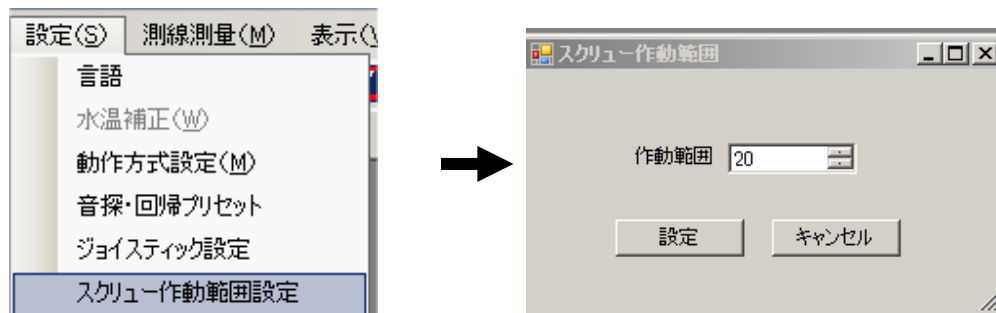 設定(S) 測線測量(M) 表示(
言語
水温補正(W)
動作方式設定(M)
音探・回帰プリセット
ジョイスティック設定
スクリュー作動範囲設定
スクリュー作動範囲
作動範囲 20
設定 キャンセル